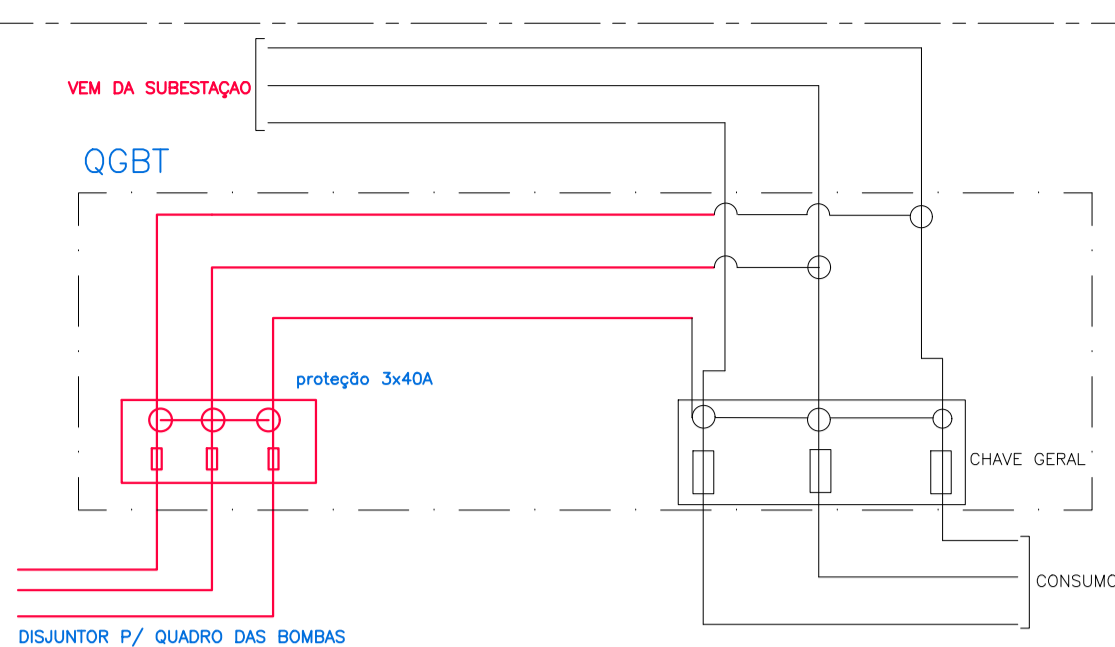 VEM DA SUBESTAÇAO
QGBT
proteção 3x40A
CHAVE GERAL
CONSUMO
DISJUNTOR P/ QUADRO DAS BOMBAS